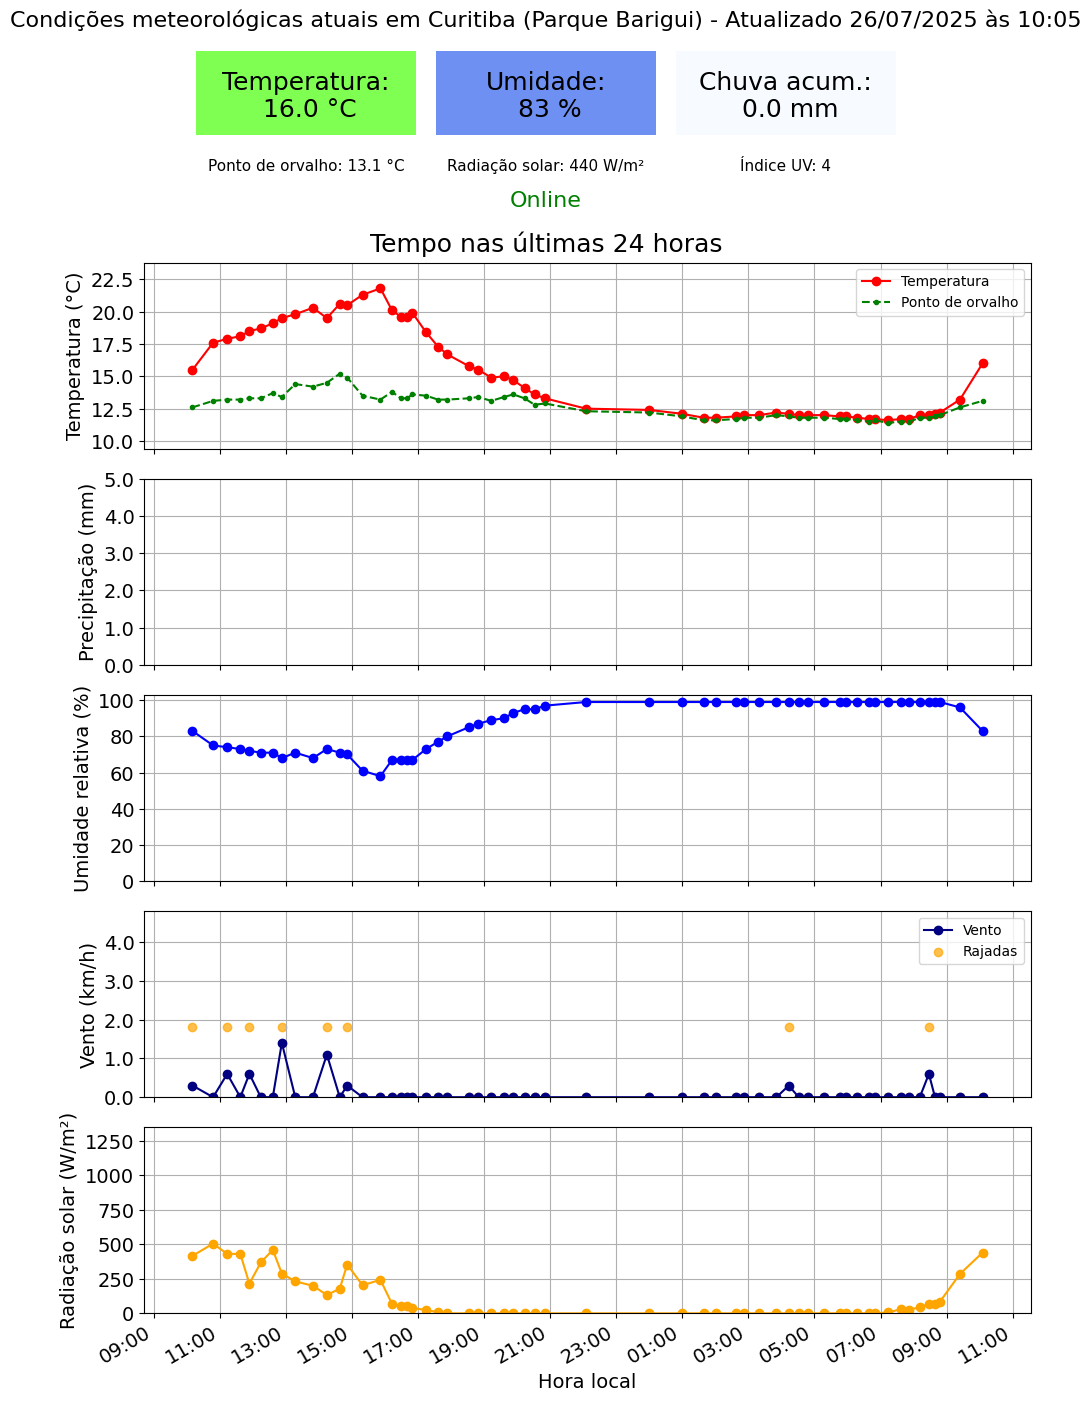 Condições meteorológicas atuais em Curitiba (Parque Barigui) - Atualizado 26/07/2025 às 10:05
Temperatura:
16.0 °C
Umidade:
83 %
Chuva acum.:
0.0 mm
Ponto de orvalho: 13.1 °C
Radiação solar: 440 W/m²
Índice UV: 4
Online
Tempo nas últimas 24 horas
Temperatura (°C)
22.5
20.0
17.5
15.0
12.5
10.0
Temperatura
Ponto de orvalho
Precipitação (mm)
5.0
4.0
3.0
2.0
1.0
0.0
Umidade relativa (%)
100
80
60
40
20
0
Vento (km/h)
4.0
3.0
2.0
1.0
0.0
Vento
Rajadas
Radiação solar (W/m²)
1250
1000
750
500
250
0
09:00
11:00
13:00
15:00
17:00
19:00
21:00
23:00
01:00
03:00
05:00
07:00
09:00
11:00
Hora local